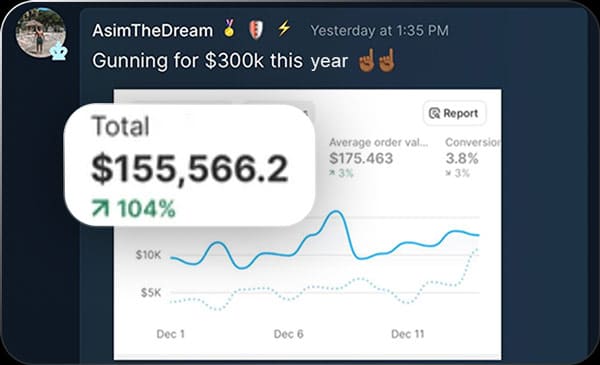 AsimTheDream Yesterday at 1:35 PM
Gunning for $300k this year ☝🏾☝🏾
Report
Total
$155,566.2
↗ 104%
Average order val...
$175.463
↗ 3%
Conversion
3.8%
↘ 3%
$10K
$5K
Dec 1 Dec 6 Dec 11